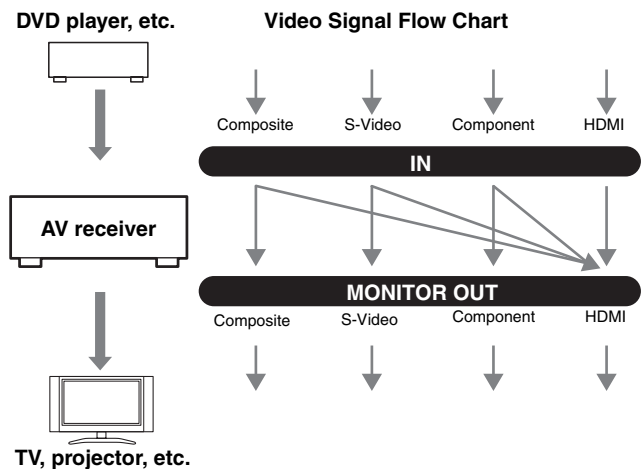 DVD player, etc.
Video Signal Flow Chart
Composite S-Video Component HDMI
IN
AV receiver
MONITOR OUT
Composite S-Video Component HDMI
TV, projector, etc.